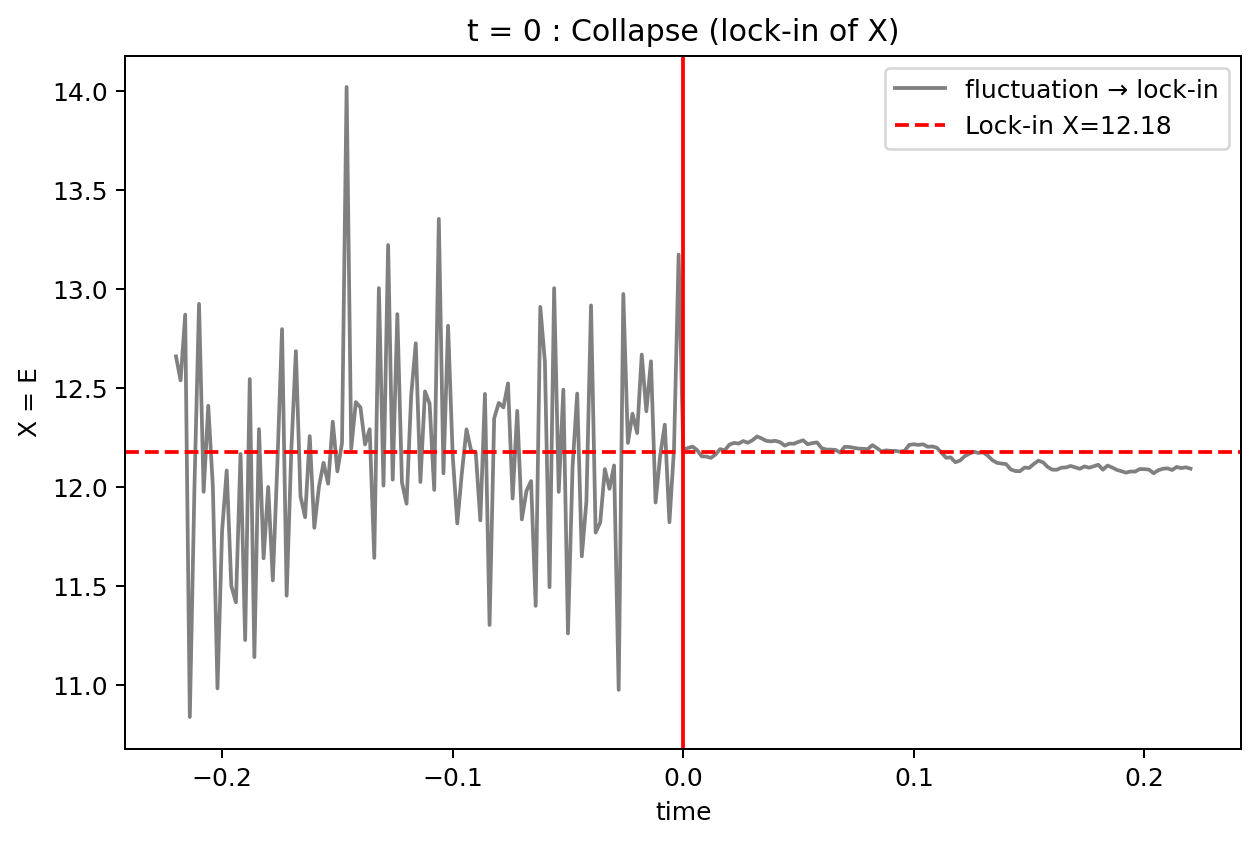 t = 0 : Collapse (lock-in of X)
fluctuation → lock-in
Lock-in X=12.18
X = E
14.0
13.5
13.0
12.5
12.0
11.5
11.0
−0.2
−0.1
0.0
0.1
0.2
time